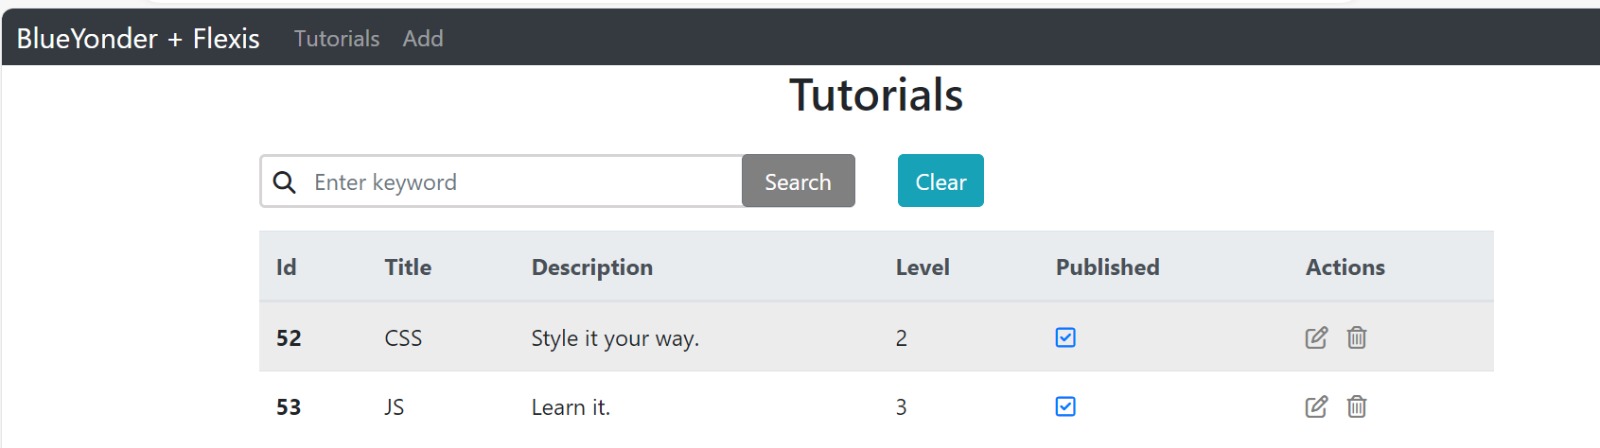 BlueYonder + Flexis Tutorials Add
Tutorials
Enter keyword Search Clear
Id Title Description Level Published Actions
52 CSS Style it your way. 2
53 JS Learn it. 3